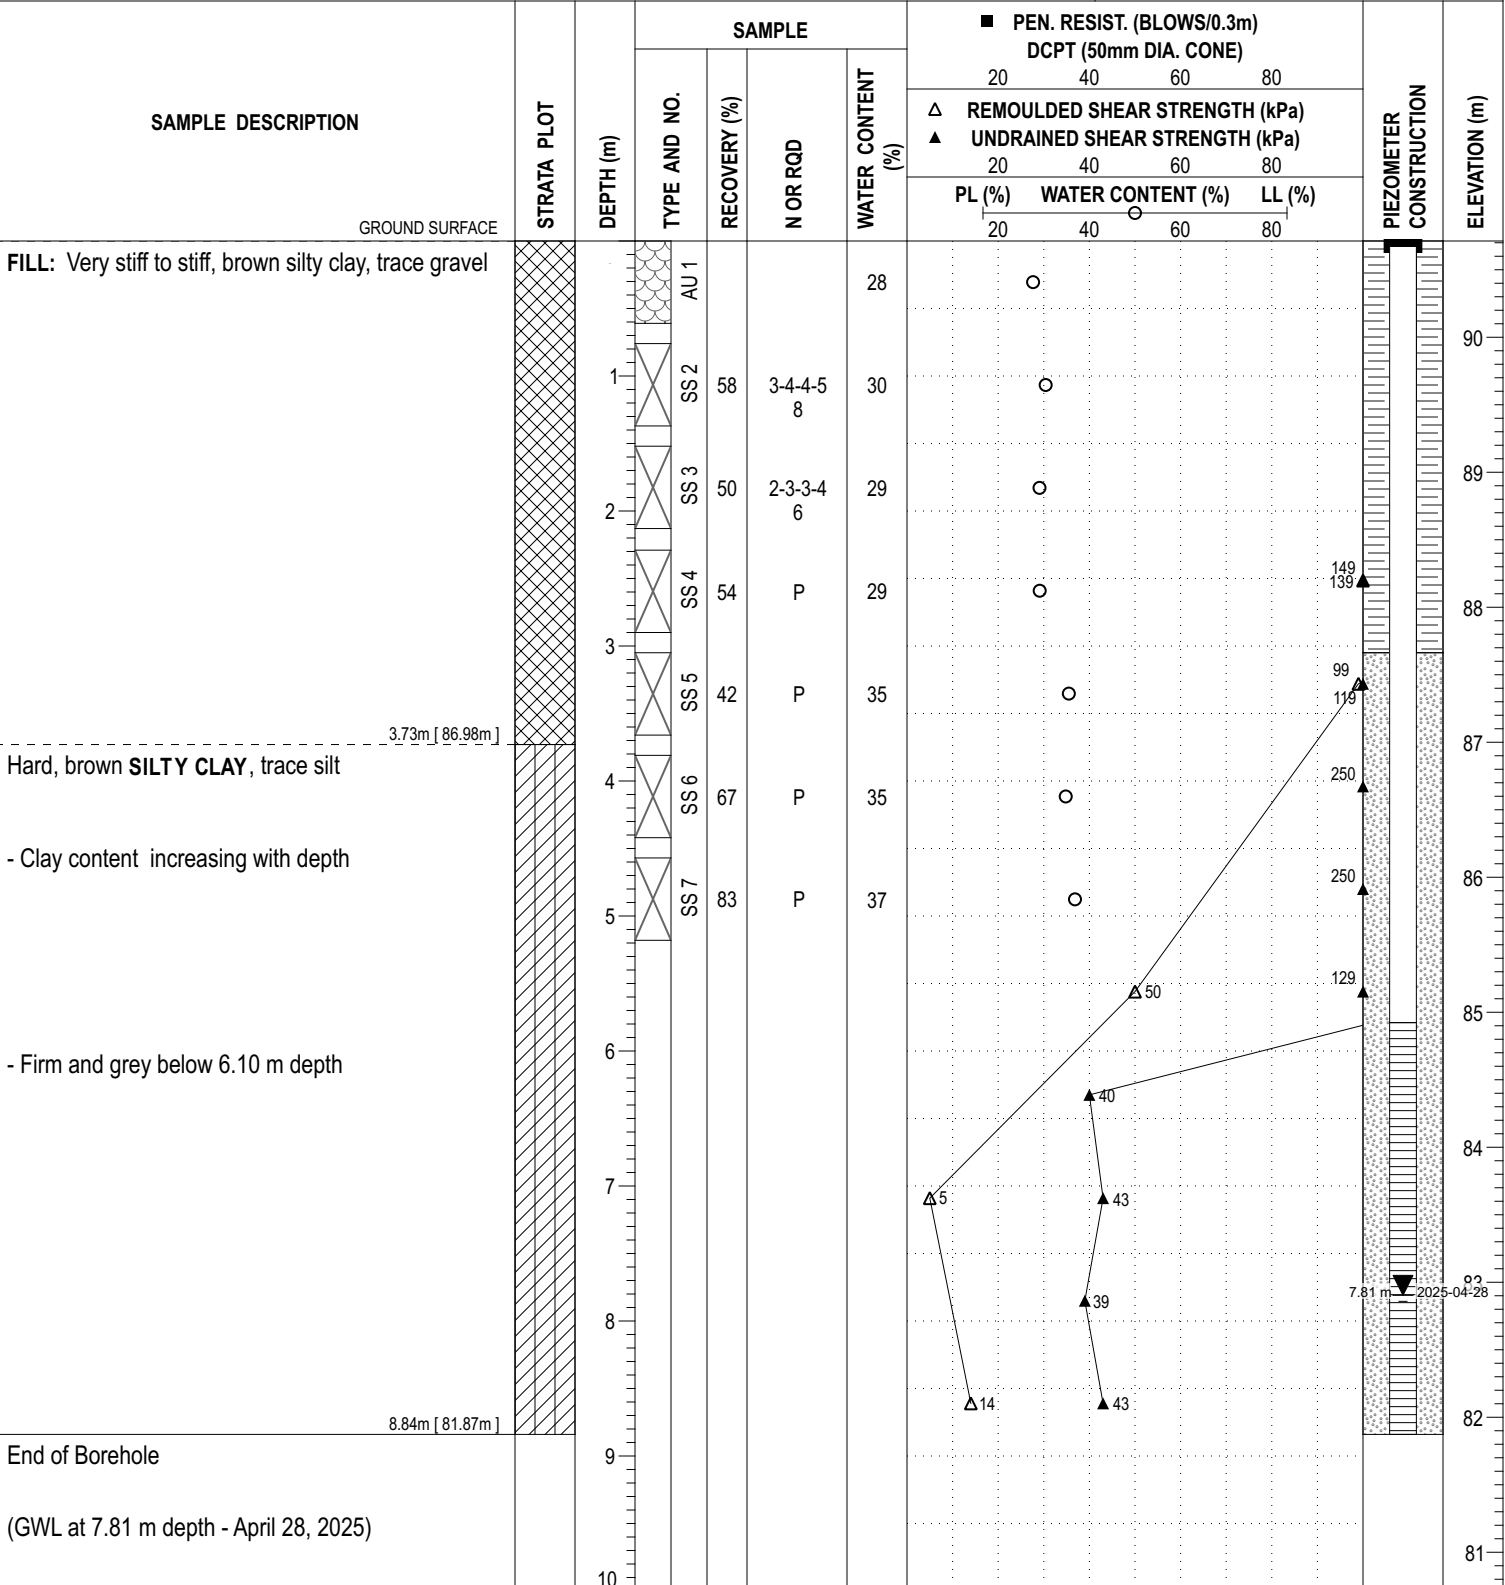 SAMPLE DESCRIPTION
GROUND SURFACE
STRATA PLOT
DEPTH (m)
SAMPLE
TYPE AND NO.
RECOVERY (%)
N OR RQD
WATER CONTENT
(%)
■ PEN. RESIST. (BLOWS/0.3m)
DCPT (50mm DIA. CONE)
20 40 60 80
△ REMOULDED SHEAR STRENGTH (kPa)
▲ UNDRAINED SHEAR STRENGTH (kPa)
20 40 60 80
PL (%) WATER CONTENT (%) LL (%)
20 40 60 80
PIEZOMETER
CONSTRUCTION
ELEVATION (m)
FILL: Very stiff to stiff, brown silty clay, trace gravel
AU 1 28
90
1 SS 2 58 3-4-4-5 30
8
89
SS 3 50 2-3-3-4 29
2 6
149
139
SS 4 54 P 29
88
3
99
119
SS 5 42 P 35
3.73m [ 86.98m ]
87
Hard, brown SILTY CLAY, trace silt
250
4 SS 6 67 P 35
- Clay content increasing with depth
250
86
SS 7 83 P 37
5
129
50
85
6
- Firm and grey below 6.10 m depth
40
84
7
5 43
83
7.81 m 2025-04-28
39
8
14 43
82
8.84m [ 81.87m ]
End of Borehole
9
(GWL at 7.81 m depth - April 28, 2025)
81
10